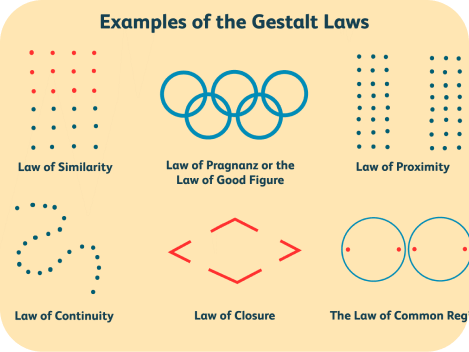 Examples of the Gestalt Laws
Law of Similarity
Law of Pragnanz or the
Law of Good Figure
Law of Proximity
Law of Continuity
Law of Closure
The Law of Common Reg